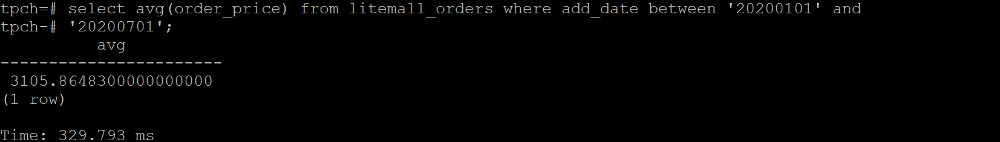 tpch=# select avg(order_price) from litemall_orders where add_date between '20200101' and
tpch-# '20200701';
avg
-----------------------
3105.8648300000000000
(1 row)
Time: 329.793 ms